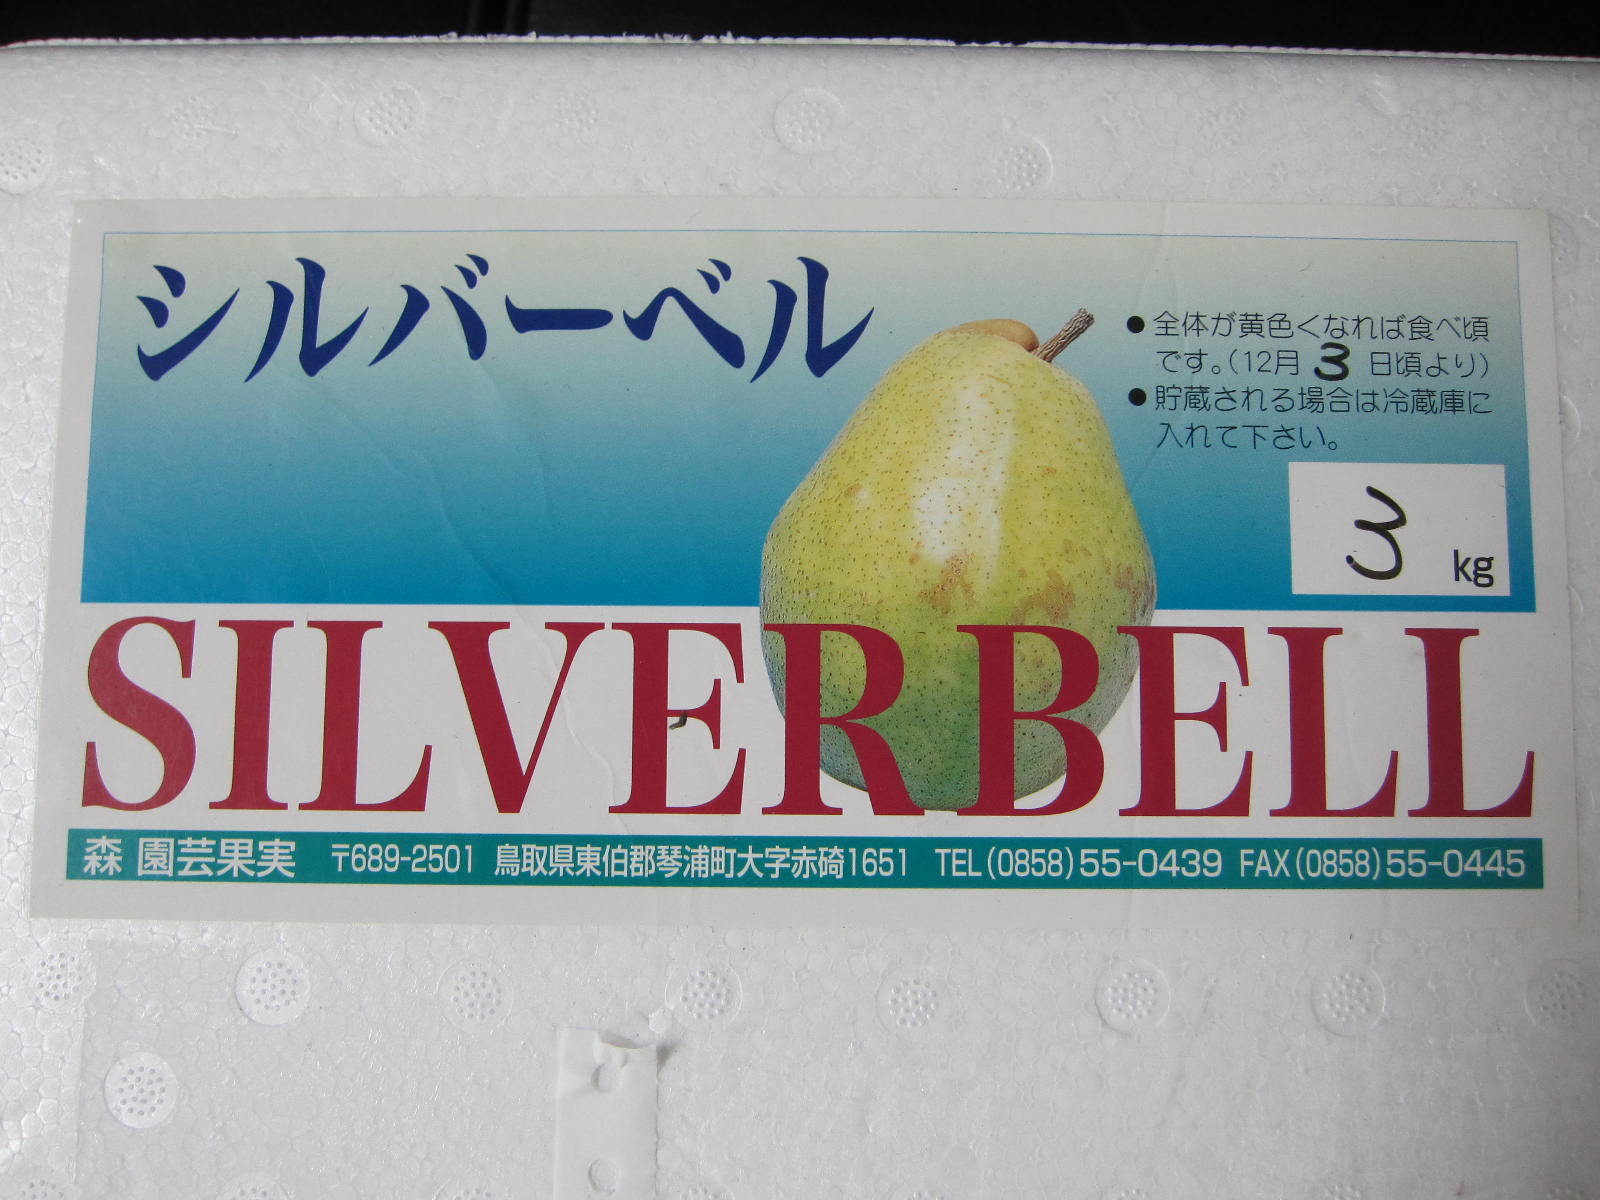 シルバーベル
●全体が黄色くなれば食べ頃
です。(12月 3 日頃より)
●貯蔵される場合は冷蔵庫に
入れて下さい。
3 kg
SILVER BELL
森 園芸果実 〒689-2501 鳥取県東伯郡琴浦町大字赤碕1651 TEL(0858)55-0439 FAX(0858)55-0445